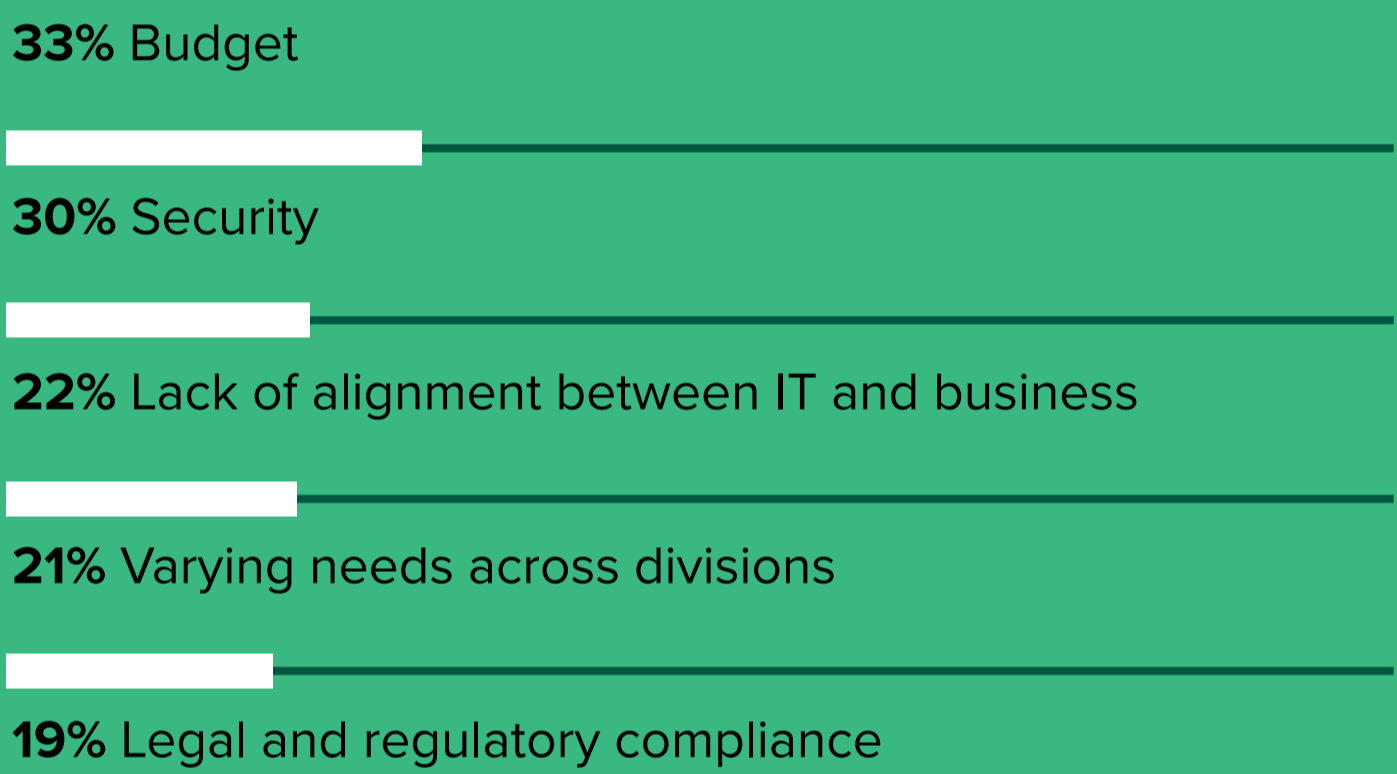 33% Budget
30% Security
22% Lack of alignment between IT and business
21% Varying needs across divisions
19% Legal and regulatory compliance